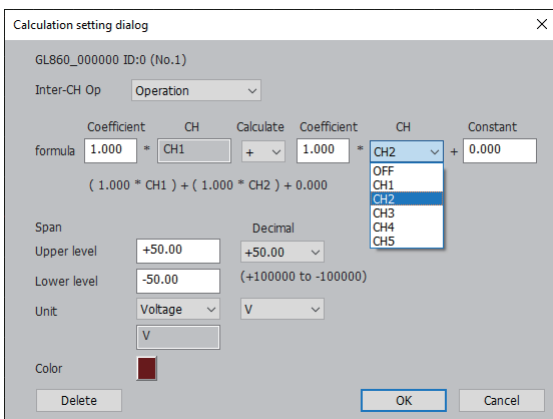 Calculation setting dialog
GL860_000000 ID:0 (No.1)
Inter-CH Op Operation
Coefficient CH Calculate Coefficient CH Constant
formula 1.000 * CH1 + 1.000 * CH2 + 0.000
OFF
CH1
CH2
CH3
CH4
CH5
( 1.000 * CH1 ) + ( 1.000 * CH2 ) + 0.000
Span Decimal
Upper level +50.00 +50.00
Lower level -50.00 (+100000 to -100000)
Unit Voltage V
V
Color
Delete OK Cancel